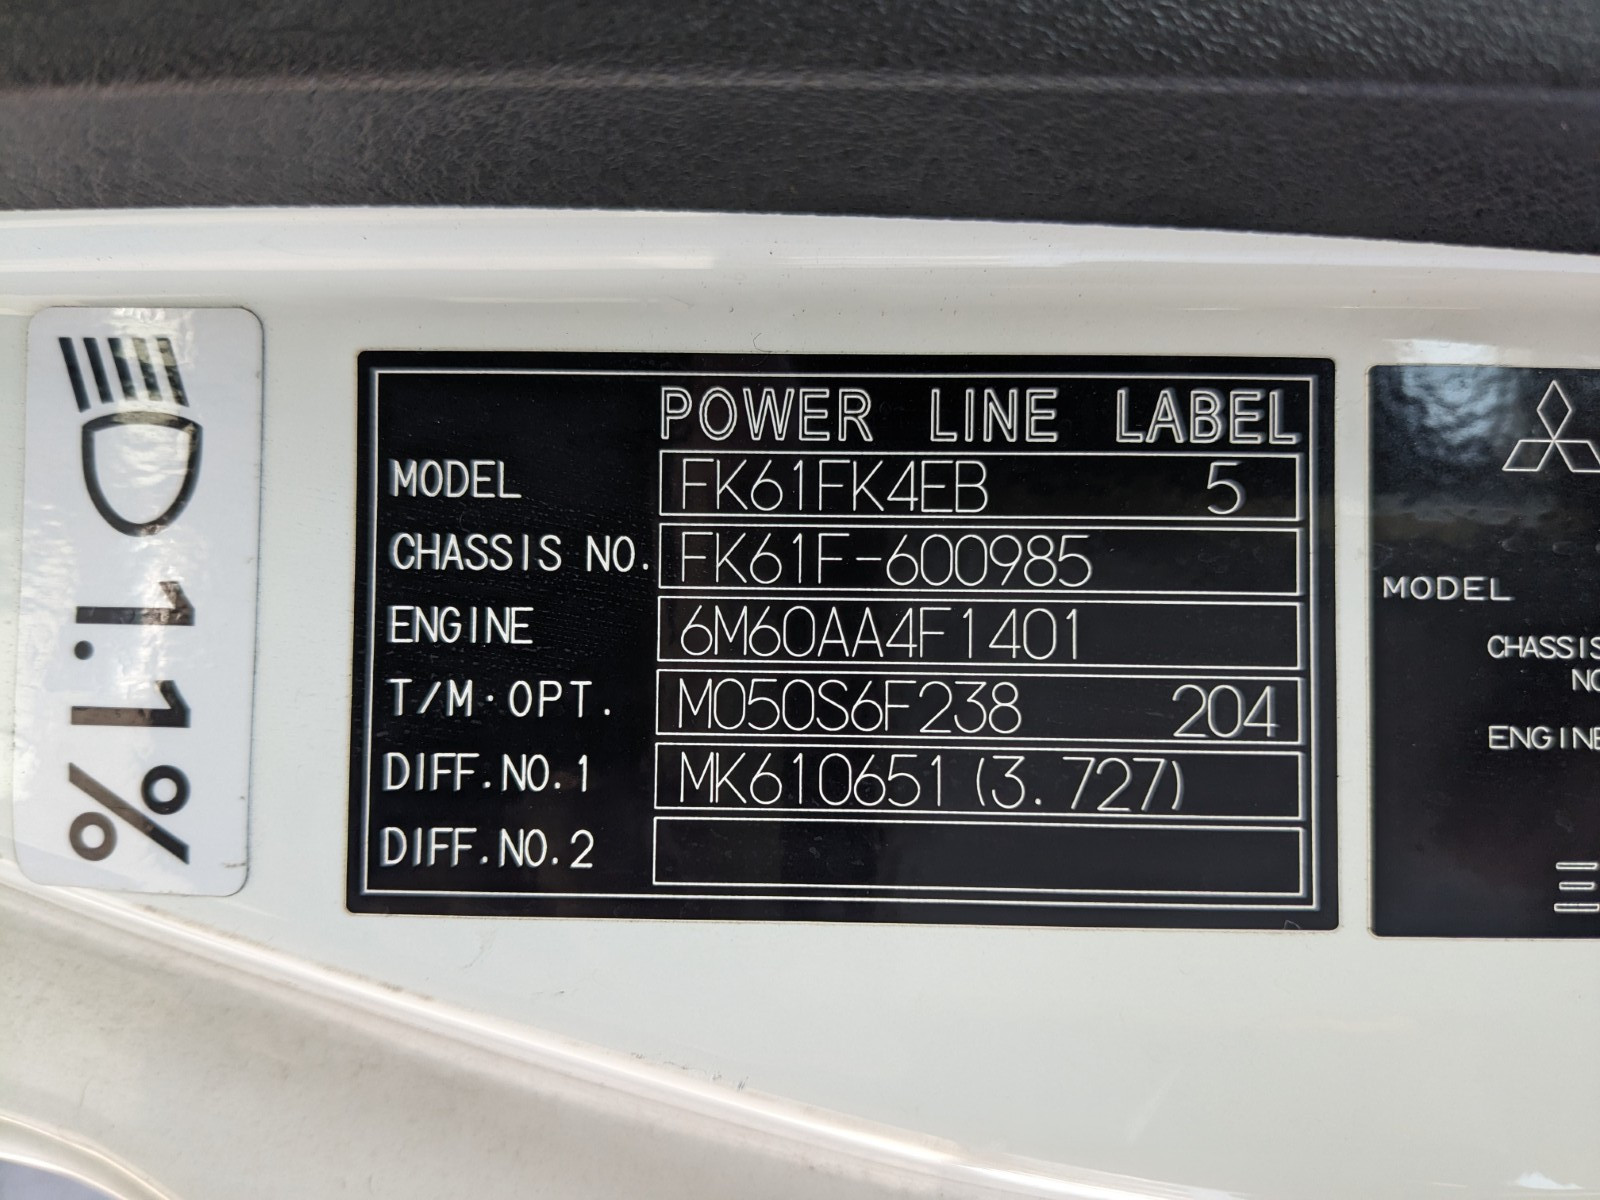 1.1%
POWER LINE LABEL
MODEL FK61FK4EB 5
CHASSIS NO. FK61F-600985
ENGINE 6M60AA4F1401
T/M·OPT. M050S6F238 204
DIFF.NO.1 MK610651 (3.727)
DIFF.NO.2
MODEL
CHASSIS
NO
ENGINE